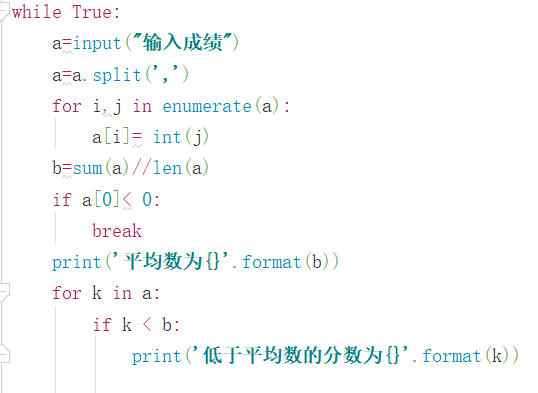 while True:
    a=input("输入成绩")
    a=a.split(',')
    for i,j in enumerate(a):
        a[i]= int(j)
    b=sum(a)//len(a)
    if a[0]< 0:
        break
    print('平均数为{}'.format(b))
    for k in a:
        if k < b:
            print('低于平均数的分数为{}'.format(k))